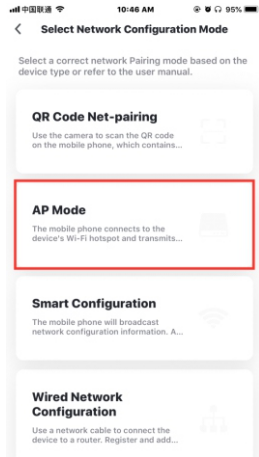 中国联通 10:46 AM 95%
Select Network Configuration Mode
Select a correct network Pairing mode based on the
device type or refer to the user manual.
QR Code Net-pairing
Use the camera to scan the QR code
on the mobile phone, which contains...
AP Mode
The mobile phone connects to the
device's Wi-Fi hotspot and transmits...
Smart Configuration
The mobile phone will broadcast
network configuration information. A...
Wired Network
Configuration
Use a network cable to connect the
device to a router. Register and add...